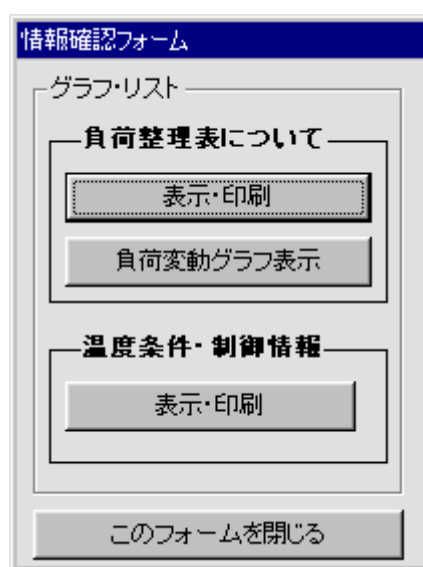 情報確認フォーム
グラフ・リスト
負荷整理表について
表示・印刷
負荷変動グラフ表示
温度条件・制御情報
表示・印刷
このフォームを閉じる